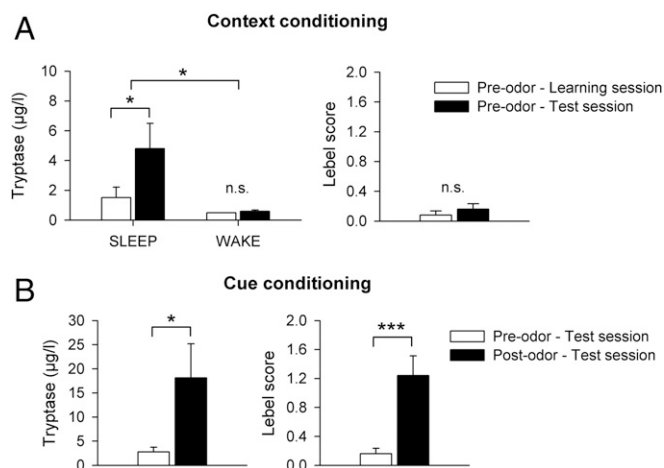 A
Context conditioning
Tryptase (µg/l)
10
8
6
4
2
0
*
*
n.s.
SLEEP WAKE
Lebel score
2.0
1.6
1.2
0.8
0.4
0.0
n.s.
Pre-odor - Learning session
Pre-odor - Test session
B
Cue conditioning
Tryptase (µg/l)
30
25
20
15
10
5
0
*
Lebel score
2.0
1.6
1.2
0.8
0.4
0.0
***
Pre-odor - Test session
Post-odor - Test session